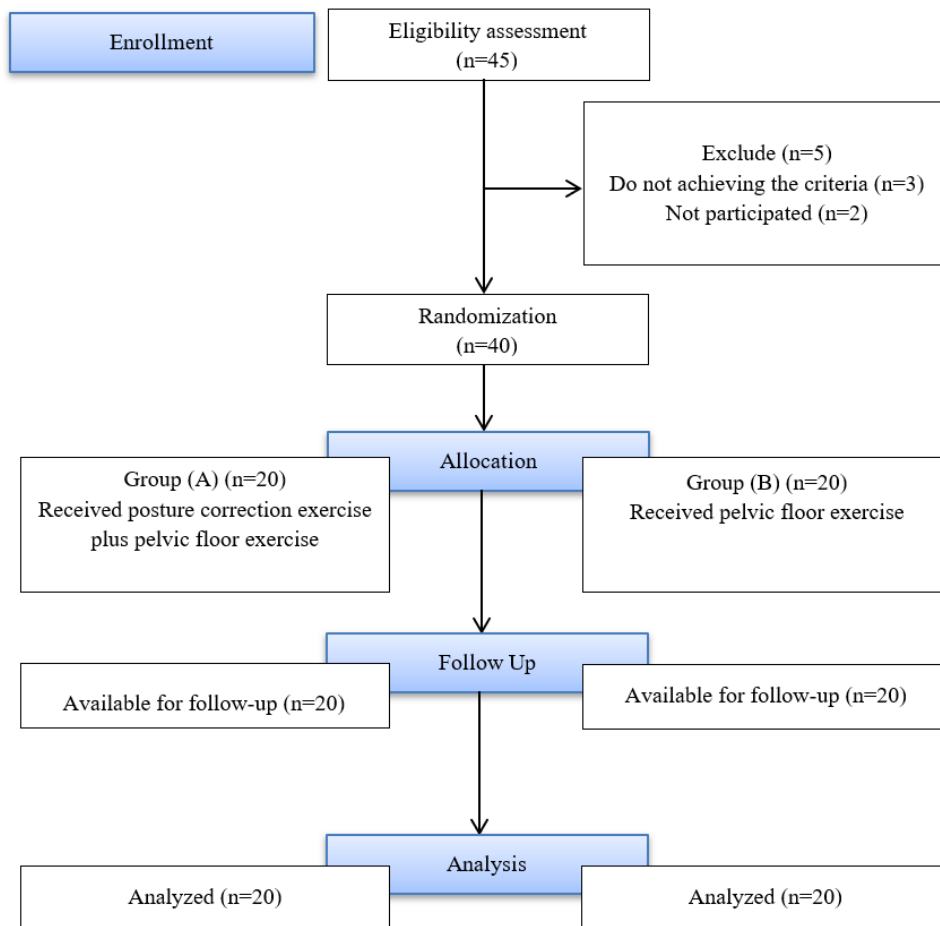 Enrollment
Eligibility assessment
(n=45)
Exclude (n=5)
Do not achieving the criteria (n=3)
Not participated (n=2)
Randomization
(n=40)
Allocation
Group (A) (n=20)
Received posture correction exercise
plus pelvic floor exercise
Group (B) (n=20)
Received pelvic floor exercise
Follow Up
Available for follow-up (n=20)
Available for follow-up (n=20)
Analysis
Analyzed (n=20)
Analyzed (n=20)